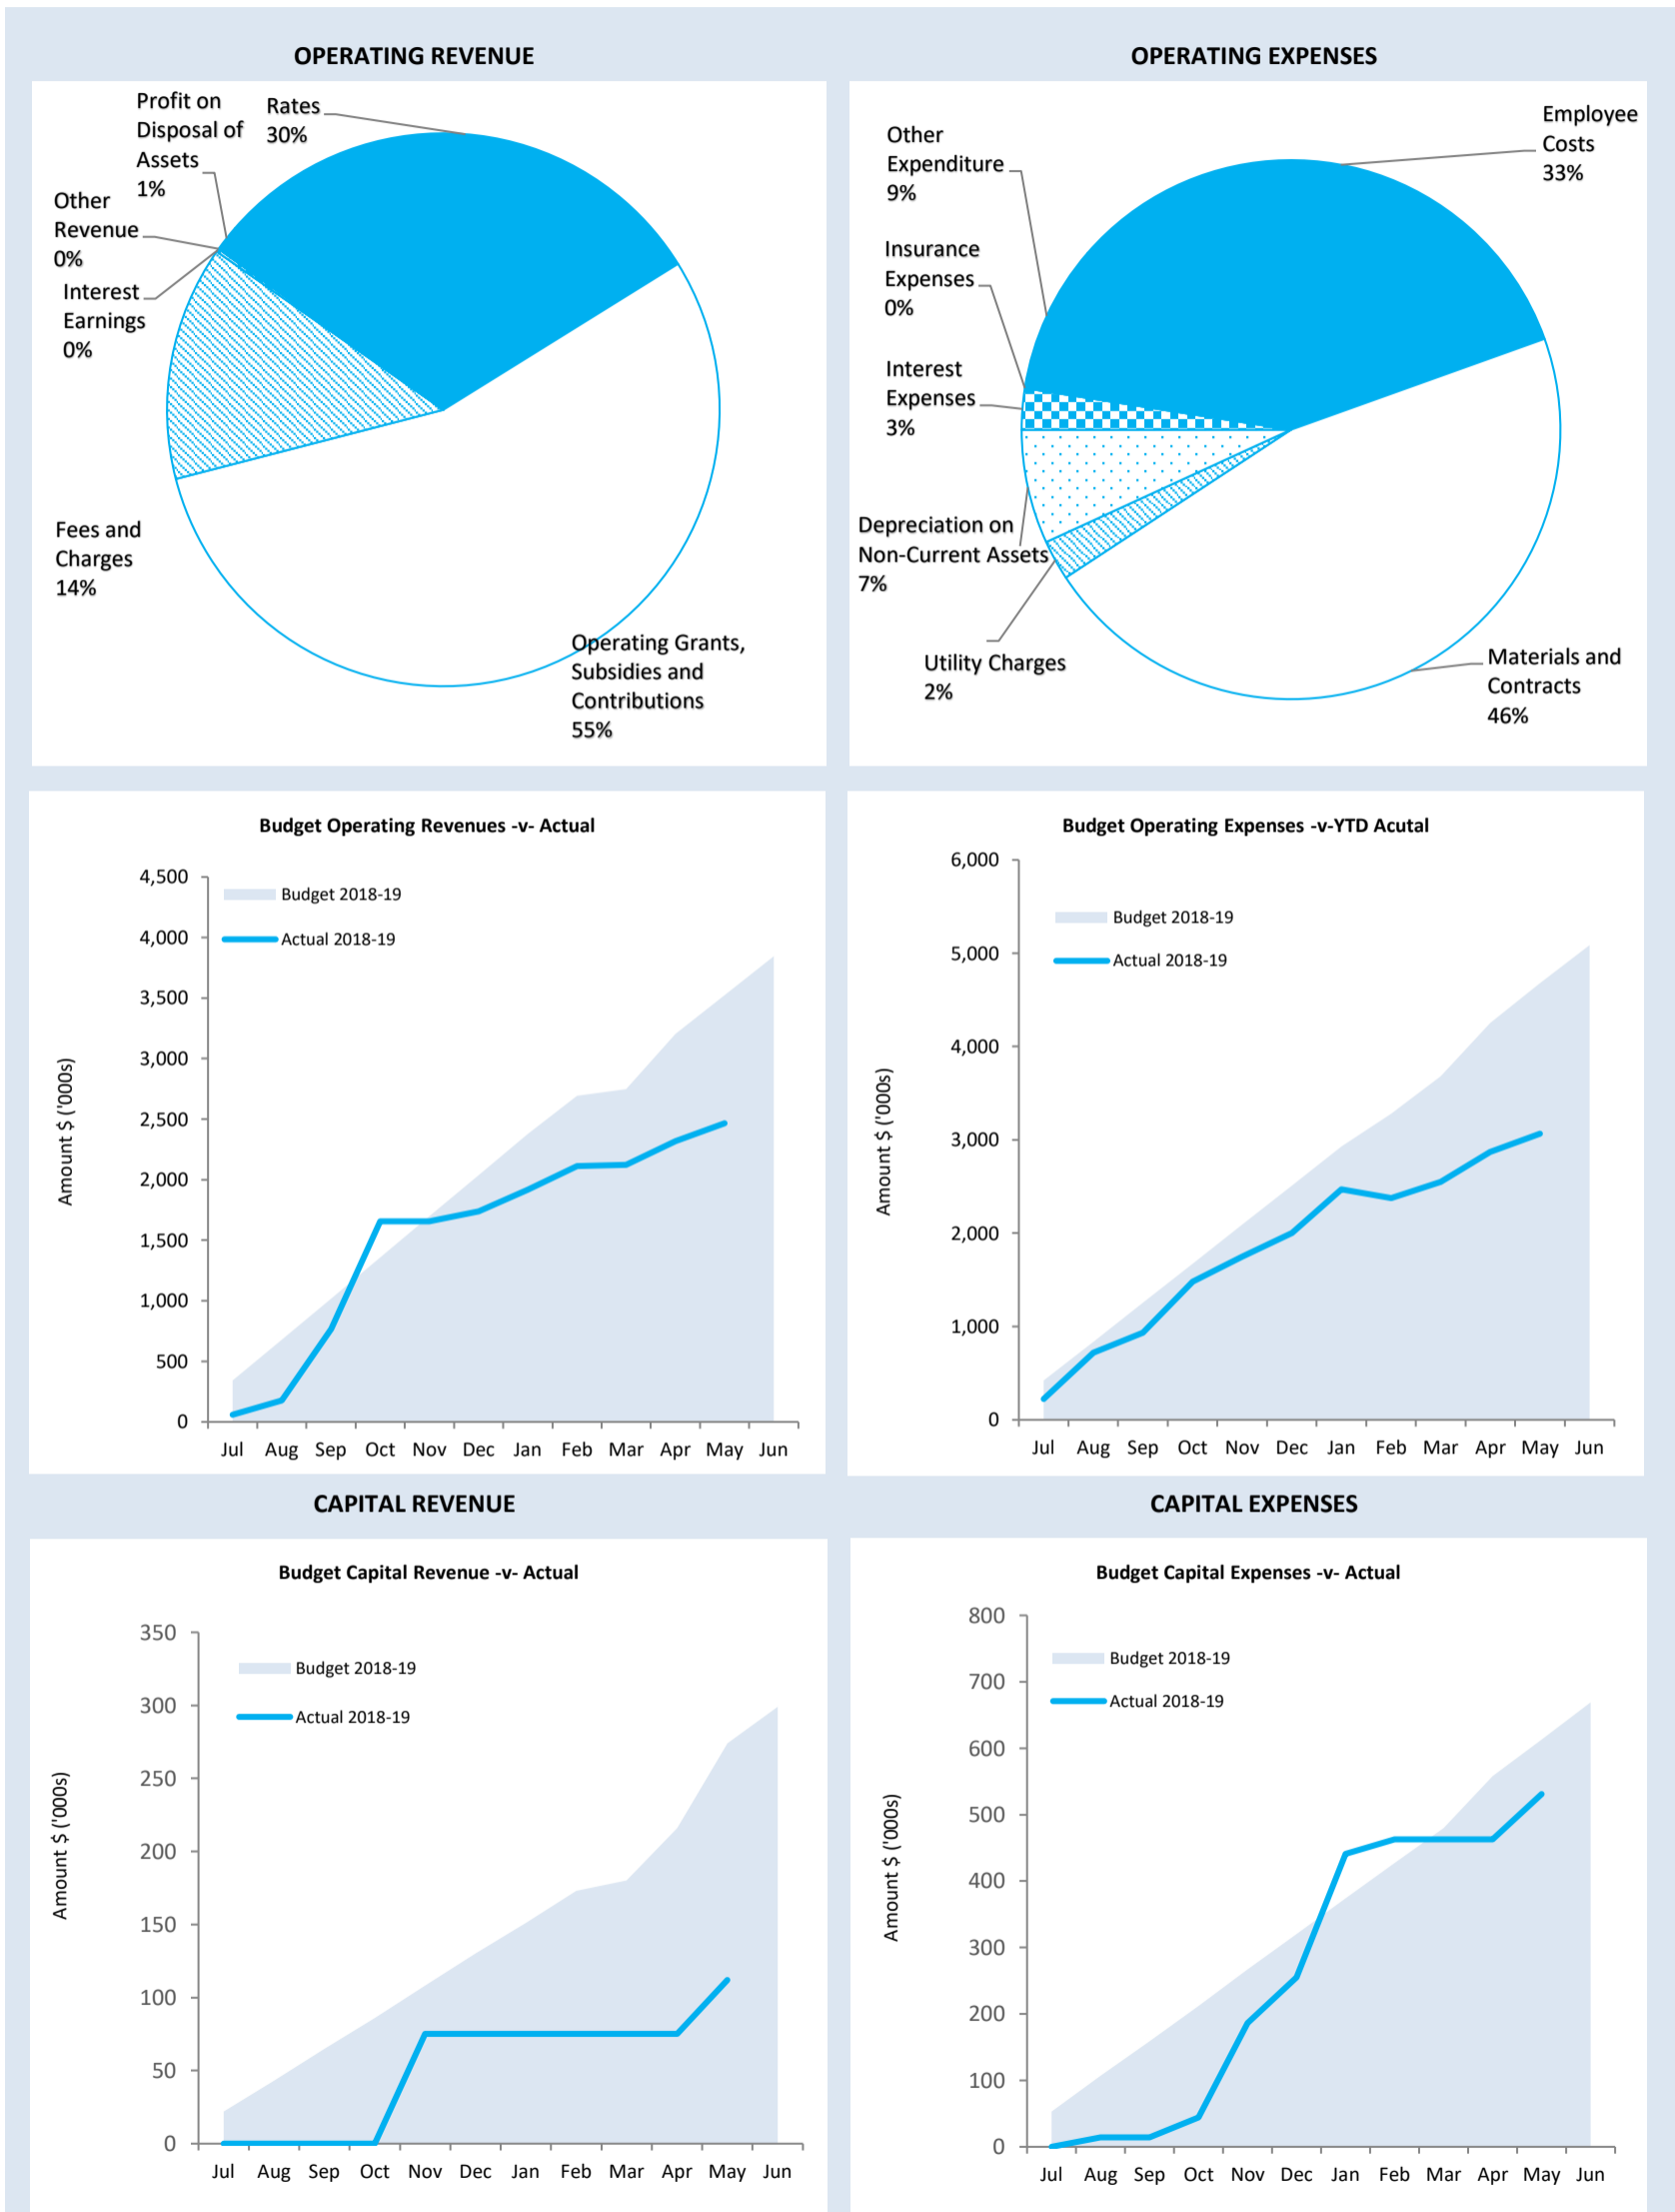 OPERATING REVENUE
Profit on
Disposal of
Assets
1%
Rates
30%
Other
Revenue
0%
Interest
Earnings
0%
Fees and
Charges
14%
Operating Grants,
Subsidies and
Contributions
55%
OPERATING EXPENSES
Employee
Costs
33%
Other
Expenditure
9%
Insurance
Expenses
0%
Interest
Expenses
3%
Depreciation on
Non-Current Assets
7%
Utility Charges
2%
Materials and
Contracts
46%
Budget Operating Revenues -v- Actual
Amount $ ('000s)
4,500
4,000
3,500
3,000
2,500
2,000
1,500
1,000
500
0
Budget 2018-19
Actual 2018-19
Jul Aug Sep Oct Nov Dec Jan Feb Mar Apr May Jun
Budget Operating Expenses -v-YTD Acutal
Amount $ ('000s)
6,000
5,000
4,000
3,000
2,000
1,000
0
Budget 2018-19
Actual 2018-19
Jul Aug Sep Oct Nov Dec Jan Feb Mar Apr May Jun
CAPITAL REVENUE
Budget Capital Revenue -v- Actual
Amount $ ('000s)
350
300
250
200
150
100
50
0
Budget 2018-19
Actual 2018-19
Jul Aug Sep Oct Nov Dec Jan Feb Mar Apr May Jun
CAPITAL EXPENSES
Budget Capital Expenses -v- Actual
Amount $ ('000s)
800
700
600
500
400
300
200
100
0
Budget 2018-19
Actual 2018-19
Jul Aug Sep Oct Nov Dec Jan Feb Mar Apr May Jun